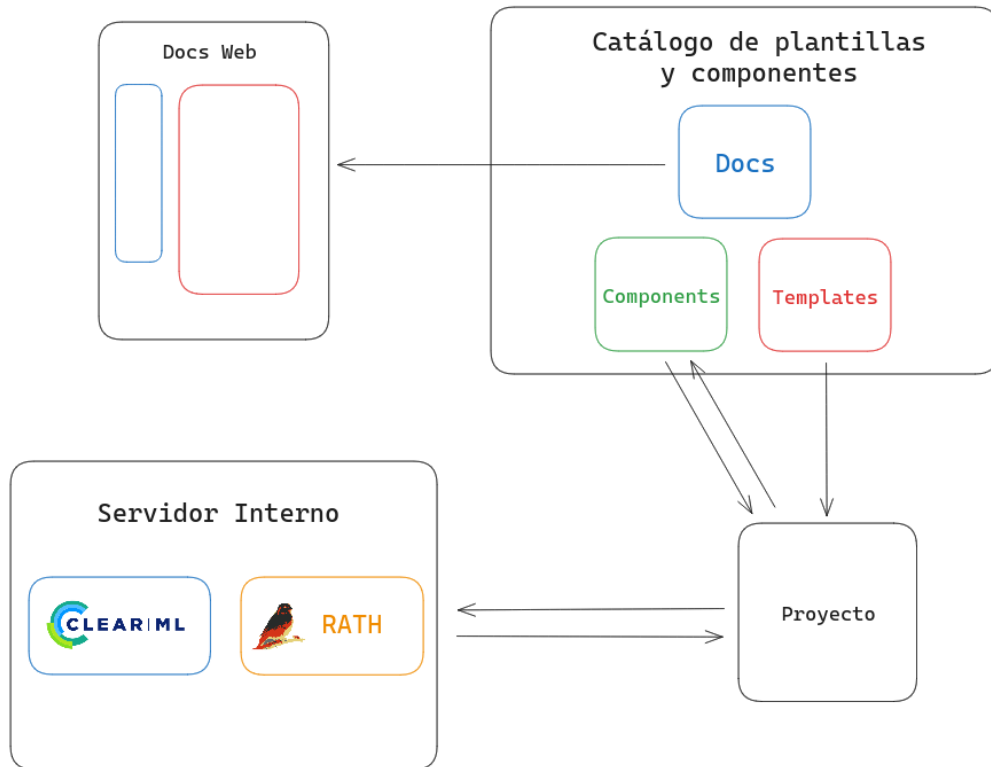 Docs Web
Catálogo de plantillas
y componentes
Docs
Components
Templates
Servidor Interno
CLEAR|ML
RATH
Proyecto